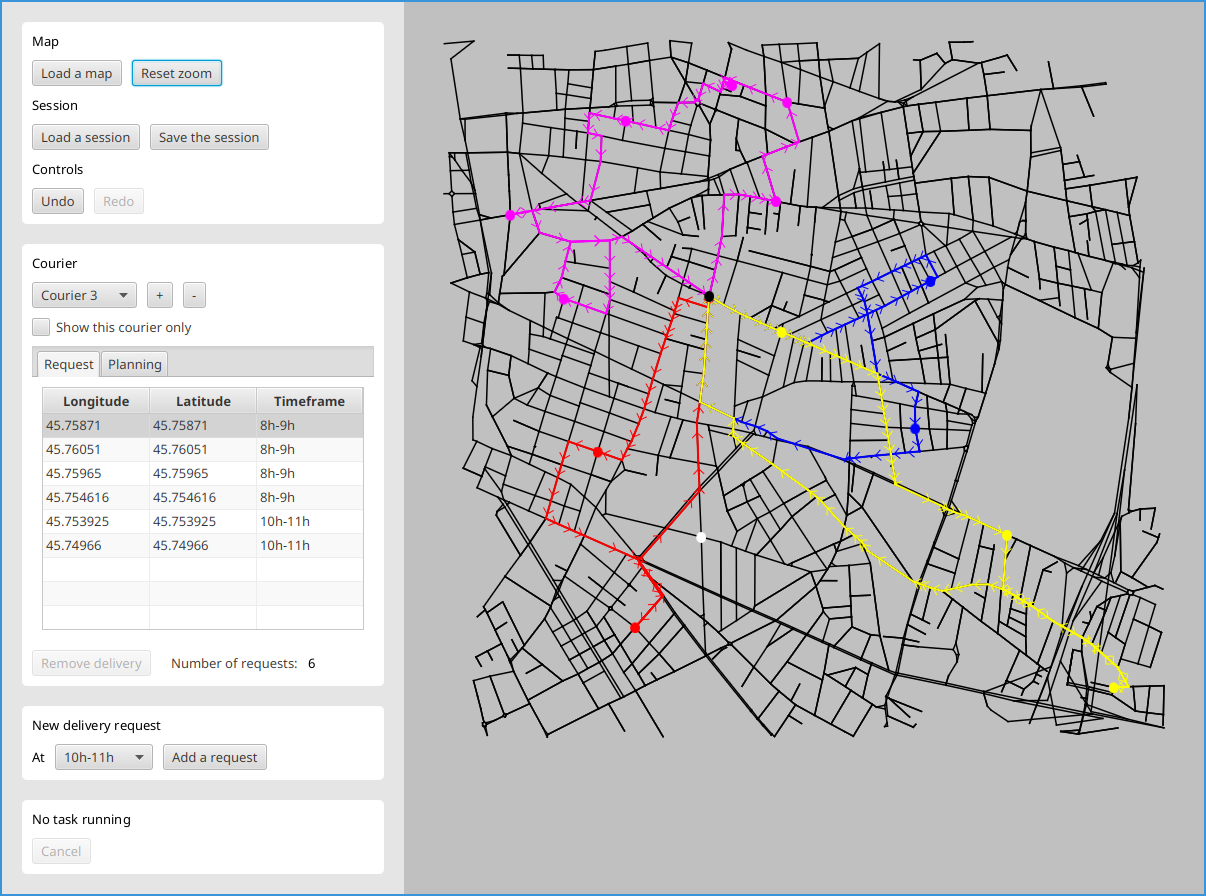 Map
Load a map Reset zoom
Session
Load a session Save the session
Controls
Undo Redo
Courier
Courier 3 + -
Show this courier only
Request Planning
Longitude Latitude Timeframe
45.75871 45.75871 8h-9h
45.76051 45.76051 8h-9h
45.75965 45.75965 8h-9h
45.754616 45.754616 8h-9h
45.753925 45.753925 10h-11h
45.74966 45.74966 10h-11h
Remove delivery Number of requests: 6
New delivery request
At 10h-11h Add a request
No task running
Cancel